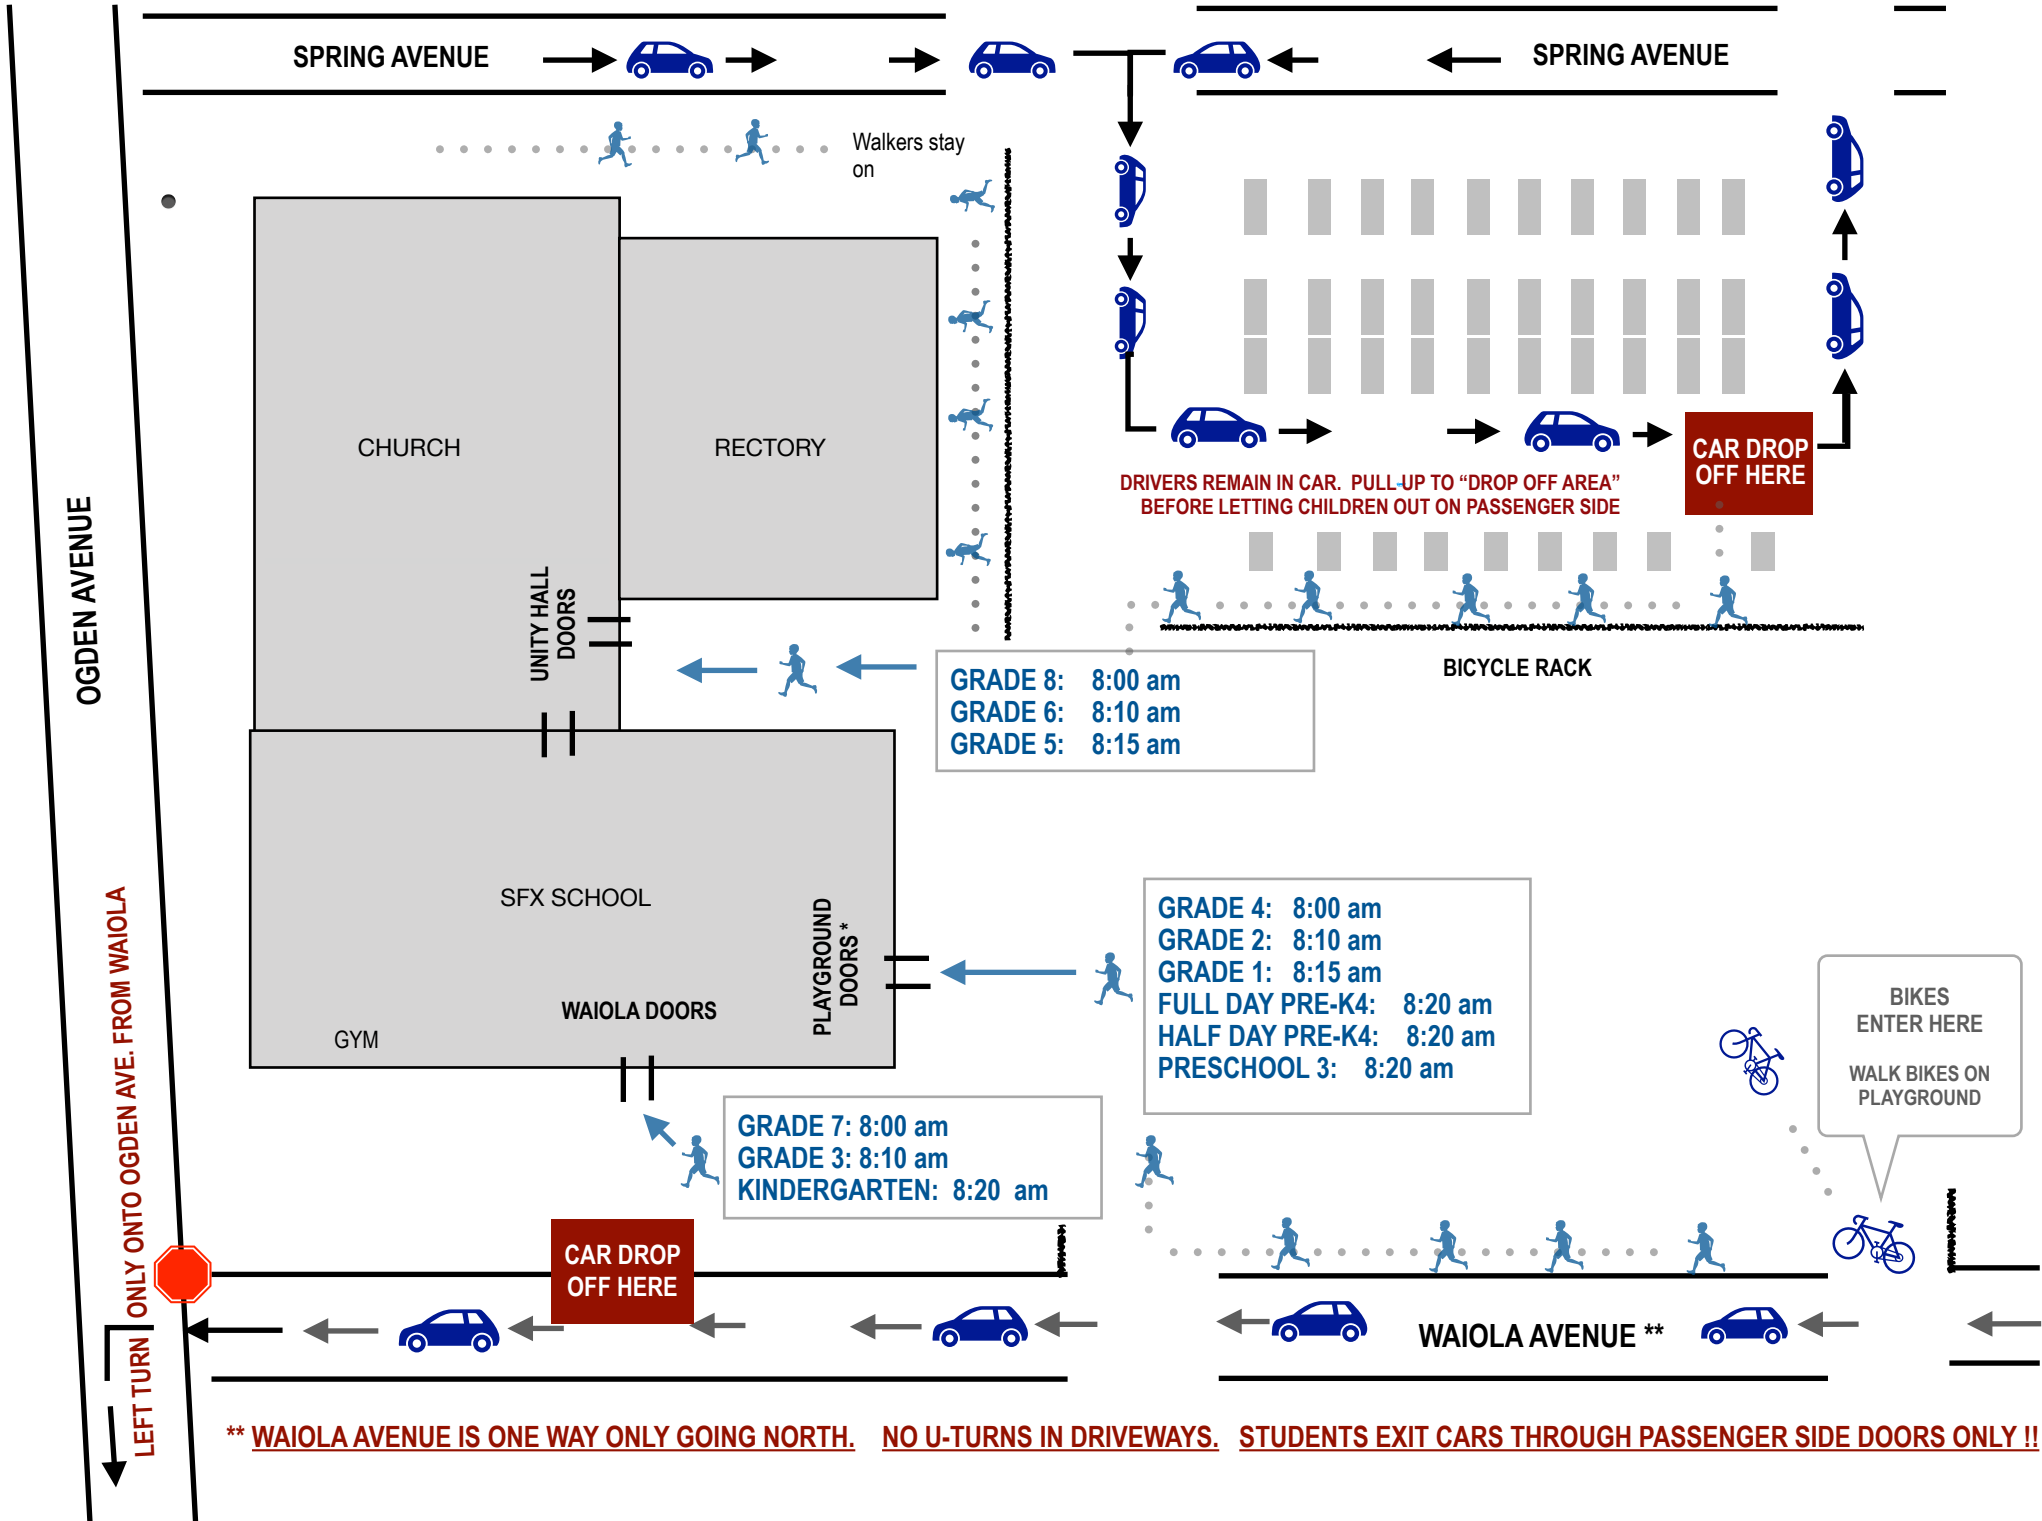 SPRING AVENUE
SPRING AVENUE
Walkers stay
on
CHURCH
RECTORY
CAR DROP
OFF HERE
DRIVERS REMAIN IN CAR.  PULL-UP TO “DROP OFF AREA”
BEFORE LETTING CHILDREN OUT ON PASSENGER SIDE
OGDEN AVENUE
UNITY HALL
DOORS
BICYCLE RACK
GRADE 8: 8:00 am
GRADE 6: 8:10 am
GRADE 5: 8:15 am
SFX SCHOOL
PLAYGROUND
DOORS *
WAIOLA DOORS
GYM
GRADE 4: 8:00 am
GRADE 2: 8:10 am
GRADE 1: 8:15 am
FULL DAY PRE-K4: 8:20 am
HALF DAY PRE-K4: 8:20 am
PRESCHOOL 3: 8:20 am
BIKES
ENTER HERE
WALK BIKES ON
PLAYGROUND
GRADE 7: 8:00 am
GRADE 3: 8:10 am
KINDERGARTEN: 8:20 am
LEFT TURN ONLY ONTO OGDEN AVE. FROM WAIOLA
CAR DROP
OFF HERE
WAIOLA AVENUE **
** WAIOLA AVENUE IS ONE WAY ONLY GOING NORTH. NO U-TURNS IN DRIVEWAYS. STUDENTS EXIT CARS THROUGH PASSENGER SIDE DOORS ONLY !!